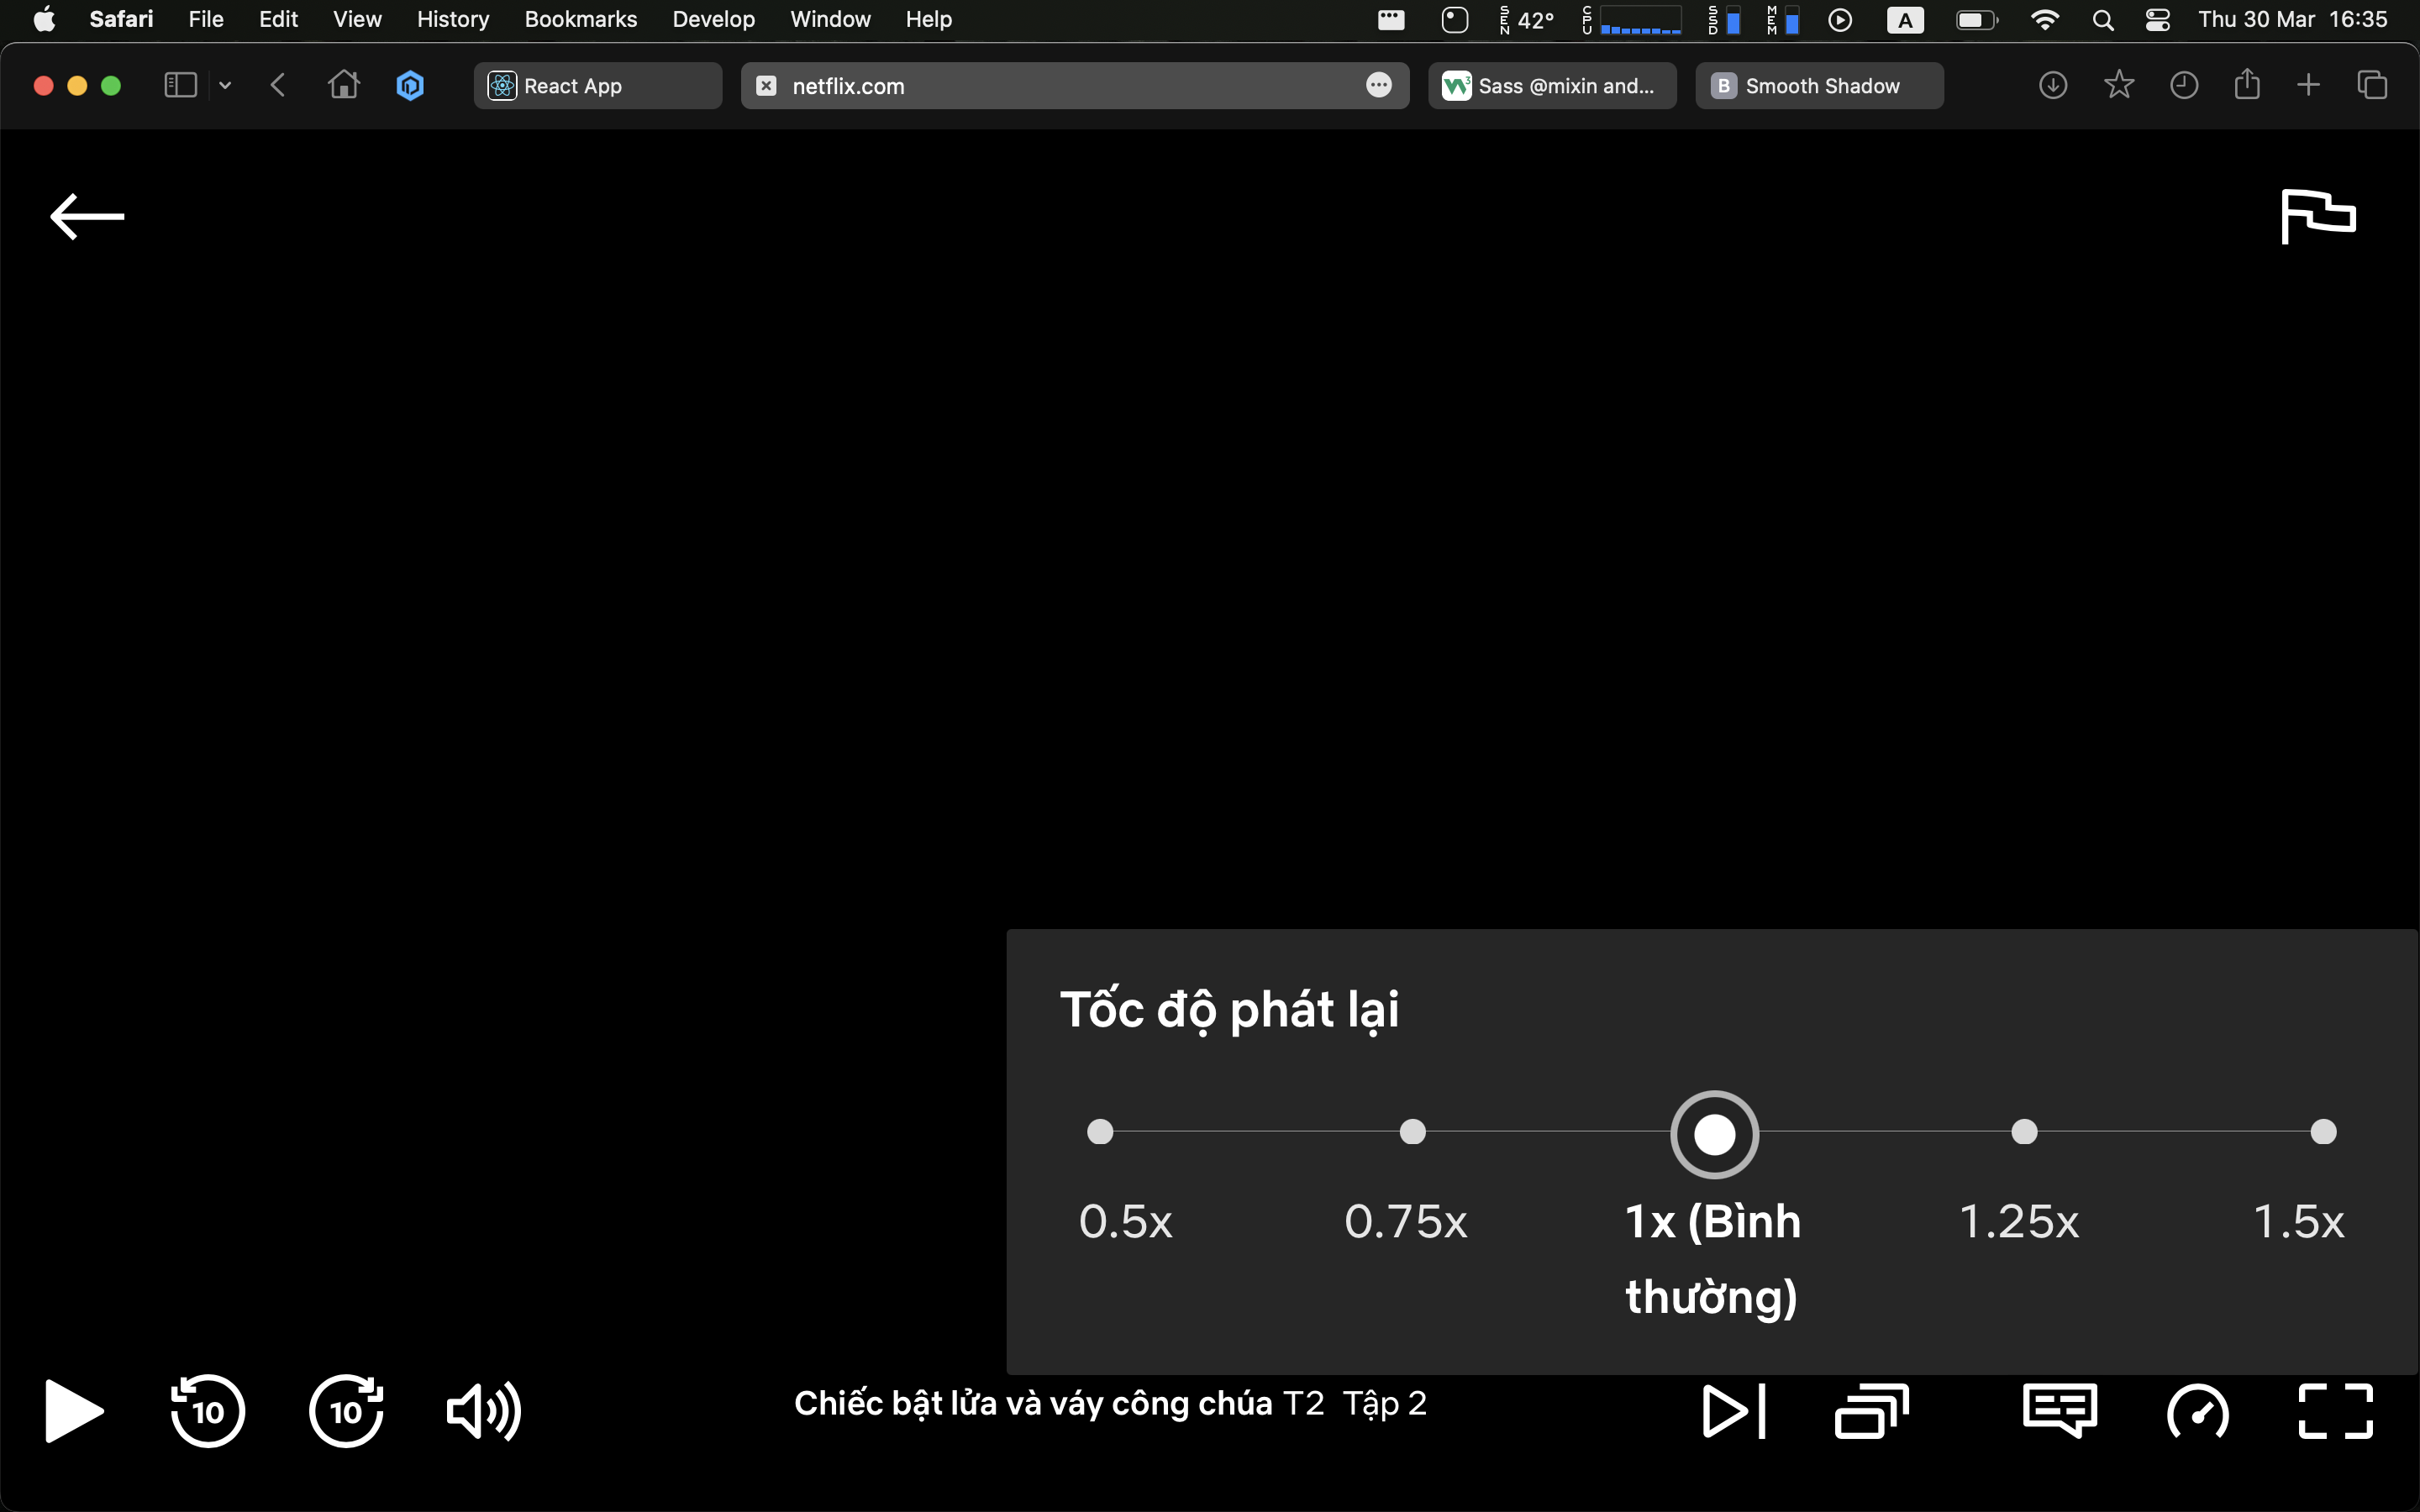 Safari File Edit View History Bookmarks Develop Window Help SEN 42° CPU SSD MEM A Thu 30 Mar 16:35
React App netflix.com W3 Sass @mixin and... B Smooth Shadow
Tốc độ phát lại
0.5x 0.75x 1x (Bình 1.25x 1.5x
thường)
10 10 Chiếc bật lửa và váy công chúa T2 Tập 2